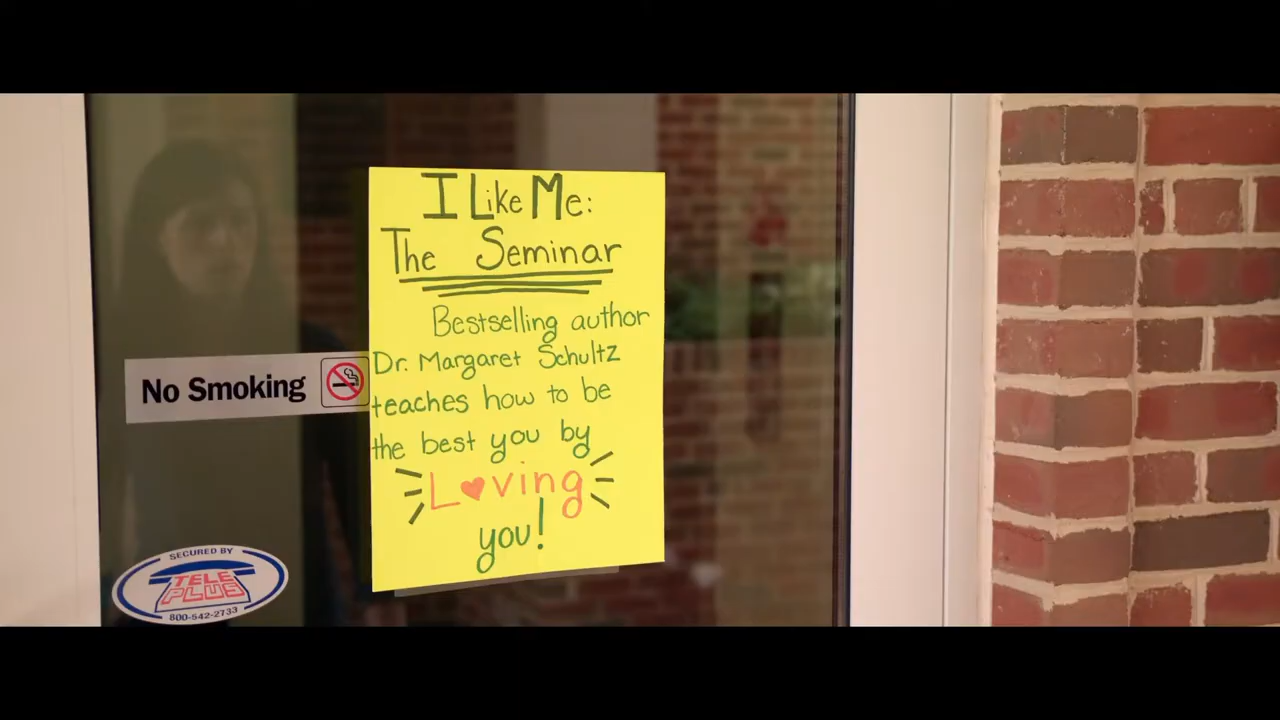 I Like Me:
The Seminar
Bestselling author
Dr. Margaret Schultz
teaches how to be
the best you by
Loving
you!
No Smoking
SECURED BY
TELE
PLUS
800-542-2733